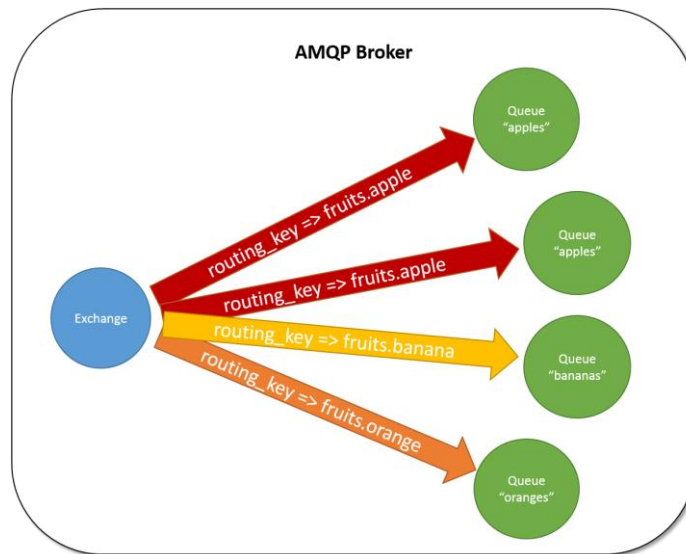 AMQP Broker
Queue
“apples”
routing_key => fruits.apple
Queue
“apples”
routing_key => fruits.apple
Exchange
routing_key => fruits.banana
Queue
“bananas”
routing_key => fruits.orange
Queue
“oranges”